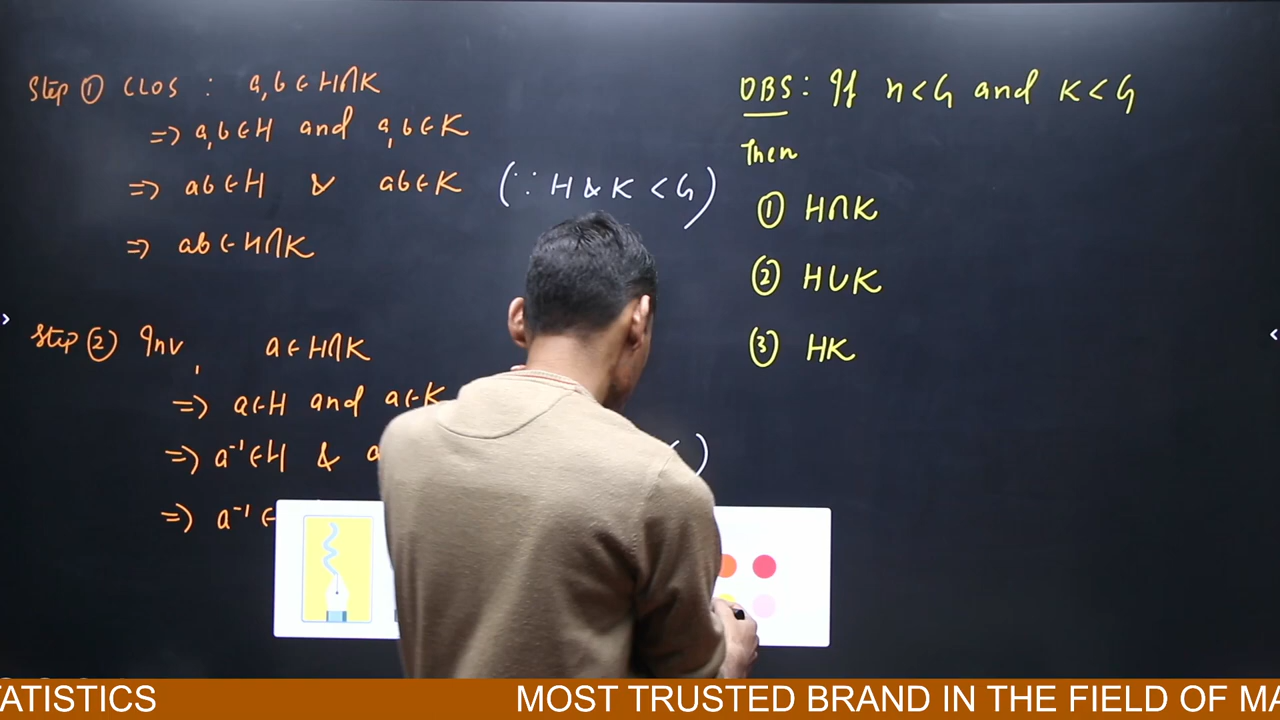 Step ① CLOS : a,b ∈ H∩K
=> a,b ∈ H and a,b ∈ K
=> ab ∈ H & ab ∈ K (∵ H & K < G)
=> ab ∈ H∩K
Step ② Inv, a ∈ H∩K
=> a ∈ H and a ∈ K
=> a⁻¹ ∈ H & a )
=> a⁻¹ ∈
OBS: If H < G and K < G
Then
① H∩K
② H∪K
③ HK
TATISTICS MOST TRUSTED BRAND IN THE FIELD OF MA